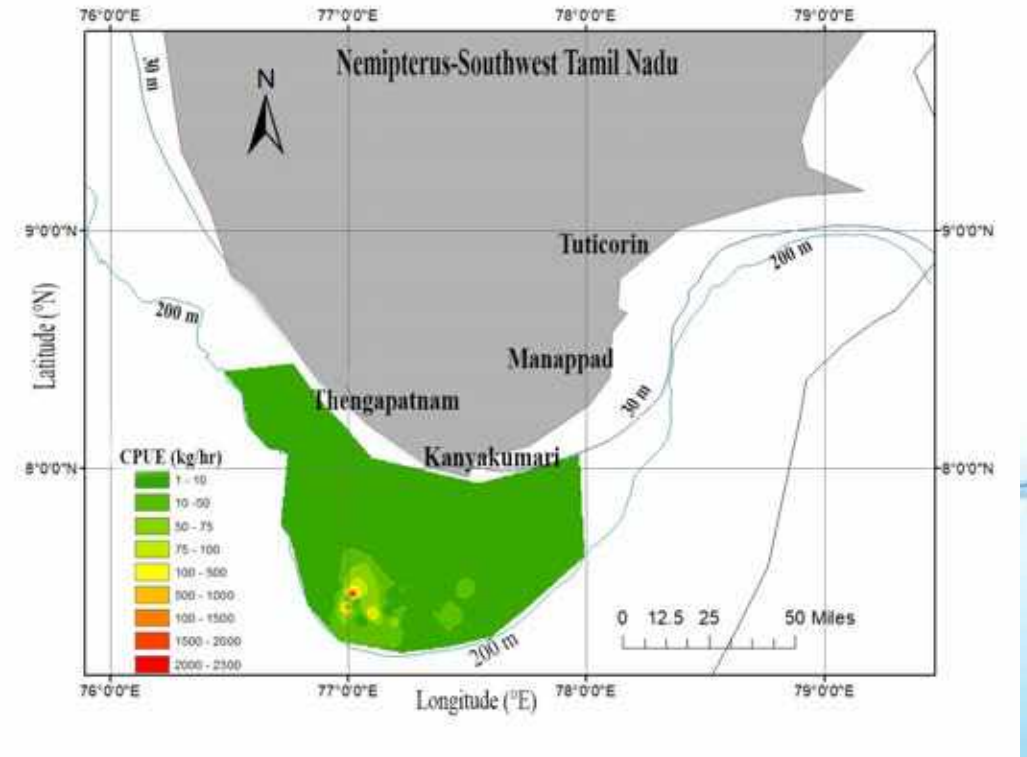 76°0'0"E 77°0'0"E 78°0'0"E 79°0'0"E
Nemipterus-Southwest Tamil Nadu
30 m
N
9°0'0"N 9°0'0"N
Tuticorin
200 m
200 m
Latitude (°N)
Manappad
Thengapatnam
30 m
CPUE (kg/hr)
Kanyakumari
8°0'0"N 8°0'0"N
1 - 10
10 -50
50 - 75
75 - 100
100 - 500
500 - 1000
100 - 1500
1500 - 2000
2000 - 2300
0 12.5 25 50 Miles
200 m
76°0'0"E 77°0'0"E 78°0'0"E 79°0'0"E
Longitude (°E)